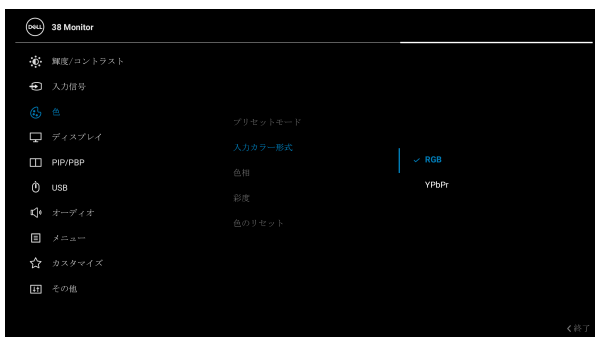 DELL 38 Monitor
輝度/コントラスト
入力信号
色
ディスプレイ
PIP/PBP
USB
オーディオ
メニュー
カスタマイズ
その他
プリセットモード
入力カラー形式
色相
彩度
色のリセット
RGB
YPbPr
終了